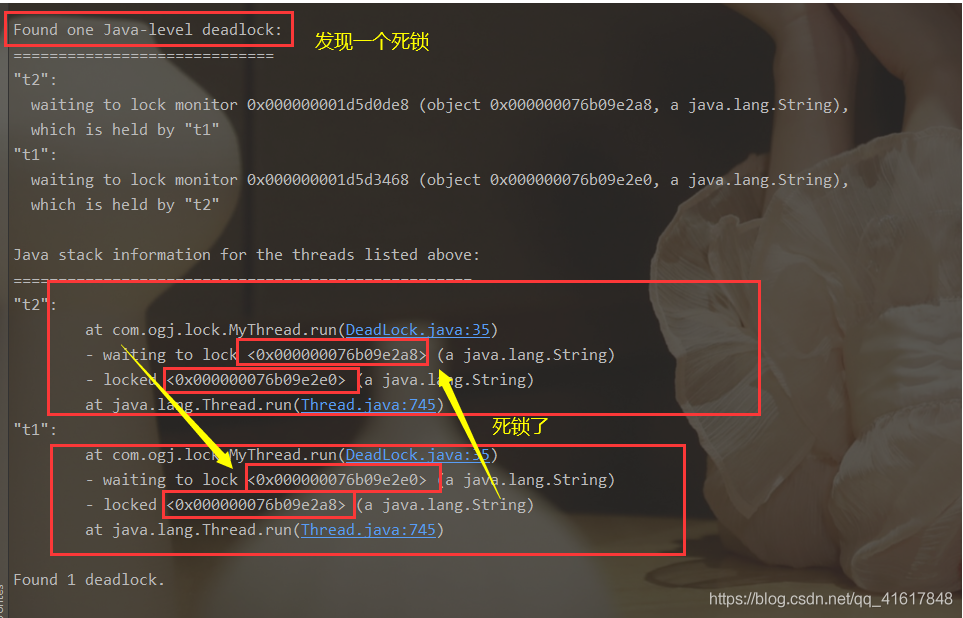 Found one Java-level deadlock:
发现一个死锁
=============================
"t2":
  waiting to lock monitor 0x000000001d5d0de8 (object 0x000000076b09e2a8, a java.lang.String),
  which is held by "t1"
"t1":
  waiting to lock monitor 0x000000001d5d3468 (object 0x000000076b09e2e0, a java.lang.String),
  which is held by "t2"
Java stack information for the threads listed above:
===================================================
"t2":
        at com.ogj.lock.MyThread.run(DeadLock.java:35)
        - waiting to lock <0x000000076b09e2a8> (a java.lang.String)
        - locked <0x000000076b09e2e0> (a java.lang.String)
        at java.lang.Thread.run(Thread.java:745)
"t1":
死锁了
        at com.ogj.lock.MyThread.run(DeadLock.java:35)
        - waiting to lock <0x000000076b09e2e0> (a java.lang.String)
        - locked <0x000000076b09e2a8> (a java.lang.String)
        at java.lang.Thread.run(Thread.java:745)
Found 1 deadlock.
https://blog.csdn.net/qq_41617848